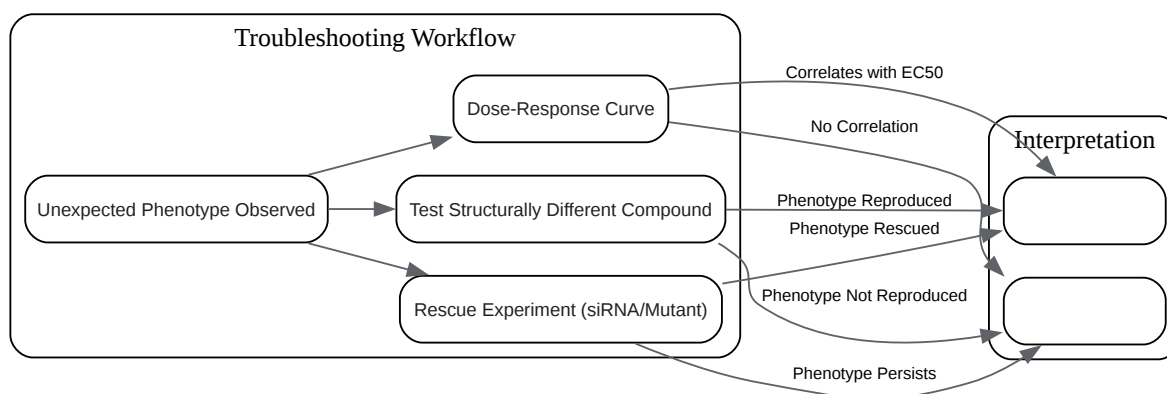 Troubleshooting Workflow
Dose-Response Curve
Unexpected Phenotype Observed
Test Structurally Different Compound
Rescue Experiment (siRNA/Mutant)
Correlates with EC50
No Correlation
Phenotype Reproduced
Phenotype Rescued
Phenotype Not Reproduced
Phenotype Persists
Interpretation